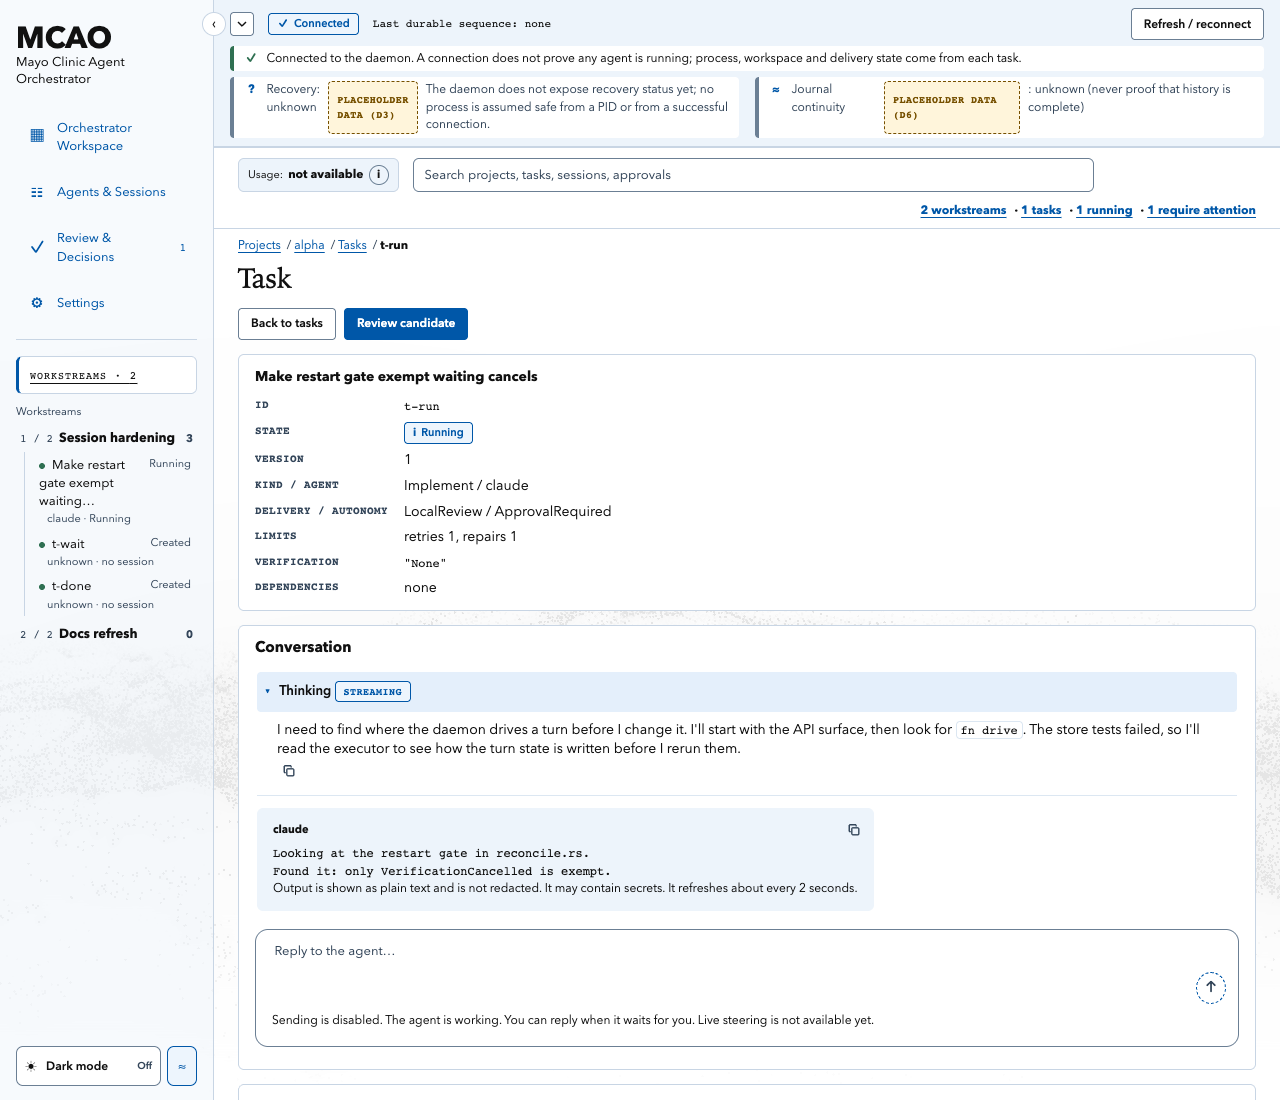 MCAO
Mayo Clinic Agent
Orchestrator
Orchestrator
Workspace
Agents & Sessions
Review &
Decisions
1
Settings
WORKSTREAMS · 2
Workstreams
1 / 2 Session hardening 3
Make restart
gate exempt
waiting…
Running
claude · Running
t-wait Created
unknown · no session
t-done Created
unknown · no session
2 / 2 Docs refresh 0
Dark mode Off
≈
✓ Connected
Last durable sequence: none
Refresh / reconnect
✓ Connected to the daemon. A connection does not prove any agent is running; process, workspace and delivery state come from each task.
? Recovery:
unknown
PLACEHOLDER
DATA (D3)
The daemon does not expose recovery status yet; no
process is assumed safe from a PID or from a successful
connection.
≈ Journal
continuity
PLACEHOLDER DATA
(D6)
: unknown (never proof that history is
complete)
Usage: not available i
Search projects, tasks, sessions, approvals
2 workstreams · 1 tasks · 1 running · 1 require attention
Projects / alpha / Tasks / t-run
Task
Back to tasks
Review candidate
Make restart gate exempt waiting cancels
ID t-run
STATE i Running
VERSION 1
KIND / AGENT Implement / claude
DELIVERY / AUTONOMY LocalReview / ApprovalRequired
LIMITS retries 1, repairs 1
VERIFICATION "None"
DEPENDENCIES none
Conversation
Thinking STREAMING
I need to find where the daemon drives a turn before I change it. I'll start with the API surface, then look for fn drive. The store tests failed, so I'll
read the executor to see how the turn state is written before I rerun them.
claude
Looking at the restart gate in reconcile.rs.
Found it: only VerificationCancelled is exempt.
Output is shown as plain text and is not redacted. It may contain secrets. It refreshes about every 2 seconds.
Reply to the agent…
Sending is disabled. The agent is working. You can reply when it waits for you. Live steering is not available yet.